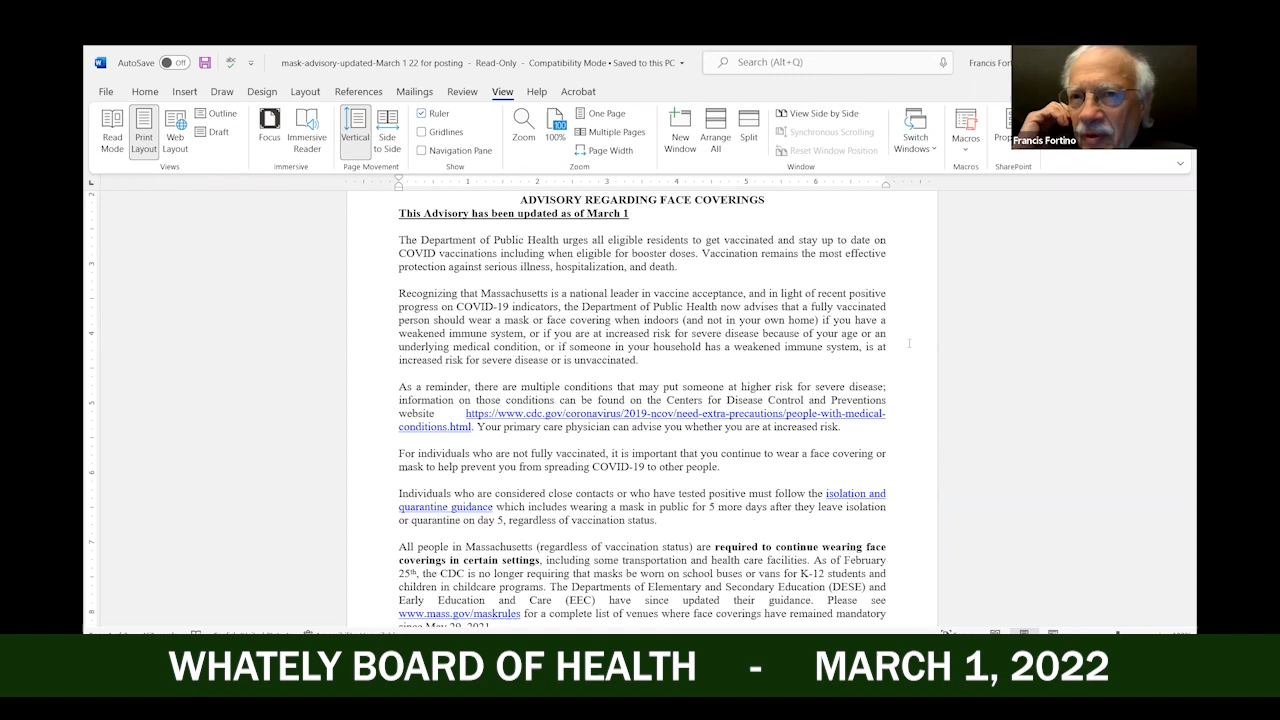 AutoSave Off mask-advisory-updated-March 1 22 for posting - Read-Only - Compatibility Mode • Saved to this PC Search (Alt+Q) Francis
File Home Insert Draw Design Layout References Mailings Review View Help Acrobat
Read Mode
Print Layout
Web Layout
Outline
Draft
Views
Focus
Immersive Reader
Immersive
Vertical
Side to Side
Page Movement
Ruler
Gridlines
Navigation Pane
Show
Zoom
100
100%
One Page
Multiple Pages
Page Width
Zoom
New Window
Arrange All
Split
View Side by Side
Synchronous Scrolling
Reset Window Position
Window
Switch Windows
Macros
Macros
SharePoint
Francis Fortino
1 2 3 4 5 6
2
3
4
5
6
7
8
ADVISORY REGARDING FACE COVERINGS
This Advisory has been updated as of March 1
The Department of Public Health urges all eligible residents to get vaccinated and stay up to date on
COVID vaccinations including when eligible for booster doses. Vaccination remains the most effective
protection against serious illness, hospitalization, and death.
Recognizing that Massachusetts is a national leader in vaccine acceptance, and in light of recent positive
progress on COVID-19 indicators, the Department of Public Health now advises that a fully vaccinated
person should wear a mask or face covering when indoors (and not in your own home) if you have a
weakened immune system, or if you are at increased risk for severe disease because of your age or an
underlying medical condition, or if someone in your household has a weakened immune system, is at
increased risk for severe disease or is unvaccinated.
As a reminder, there are multiple conditions that may put someone at higher risk for severe disease;
information on those conditions can be found on the Centers for Disease Control and Preventions
website https://www.cdc.gov/coronavirus/2019-ncov/need-extra-precautions/people-with-medical-
conditions.html. Your primary care physician can advise you whether you are at increased risk.
For individuals who are not fully vaccinated, it is important that you continue to wear a face covering or
mask to help prevent you from spreading COVID-19 to other people.
Individuals who are considered close contacts or who have tested positive must follow the isolation and
quarantine guidance which includes wearing a mask in public for 5 more days after they leave isolation
or quarantine on day 5, regardless of vaccination status.
All people in Massachusetts (regardless of vaccination status) are required to continue wearing face
coverings in certain settings, including some transportation and health care facilities. As of February
25th, the CDC is no longer requiring that masks be worn on school buses or vans for K-12 students and
children in childcare programs. The Departments of Elementary and Secondary Education (DESE) and
Early Education and Care (EEC) have since updated their guidance. Please see
www.mass.gov/maskrules for a complete list of venues where face coverings have remained mandatory
since May 29, 2021
WHATELY BOARD OF HEALTH - MARCH 1, 2022